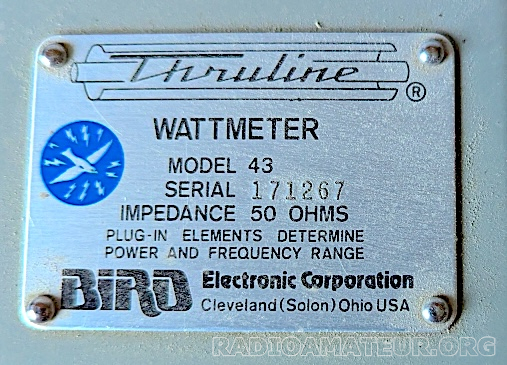 Thruline ®
WATTMETER
MODEL 43
SERIAL 171267
IMPEDANCE 50 OHMS
PLUG-IN ELEMENTS DETERMINE
POWER AND FREQUENCY RANGE
BIRD Electronic Corporation
Cleveland (Solon) Ohio USA
RADIOAMATEUR.ORG